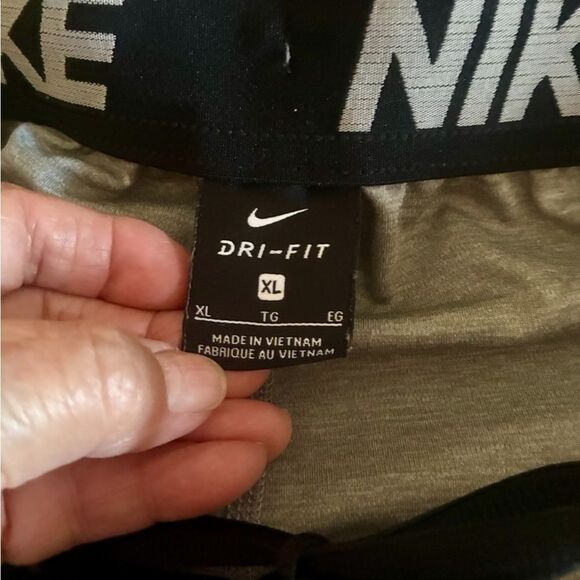 KE NIK
DRI-FIT
XL
XL TG EG
MADE IN VIETNAM
FABRIQUE AU VIETNAM